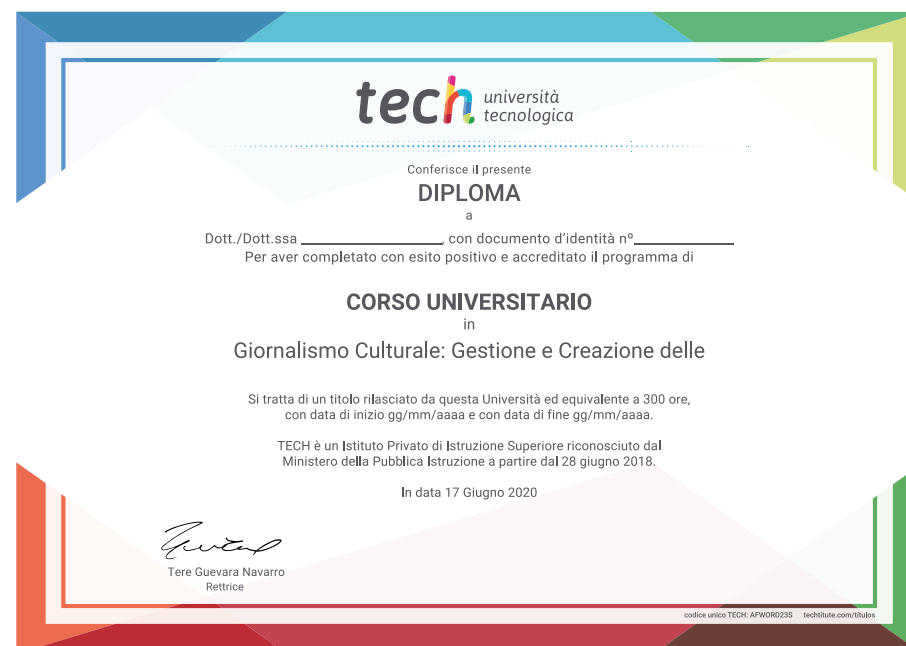 tech università
tecnologica
Conferisce il presente
DIPLOMA
a
Dott./Dott.ssa ____________________, con documento d'identità nº______________
Per aver completato con esito positivo e accreditato il programma di
CORSO UNIVERSITARIO
in
Giornalismo Culturale: Gestione e Creazione delle
Si tratta di un titolo rilasciato da questa Università ed equivalente a 300 ore,
con data di inizio gg/mm/aaaa e con data di fine gg/mm/aaaa.
TECH è un Istituto Privato di Istruzione Superiore riconosciuto dal
Ministero della Pubblica Istruzione a partire dal 28 giugno 2018.
In data 17 Giugno 2020
Tere Guevara Navarro
Rettrice
codice unico TECH: AFWORD23S techtitute.com/títulos